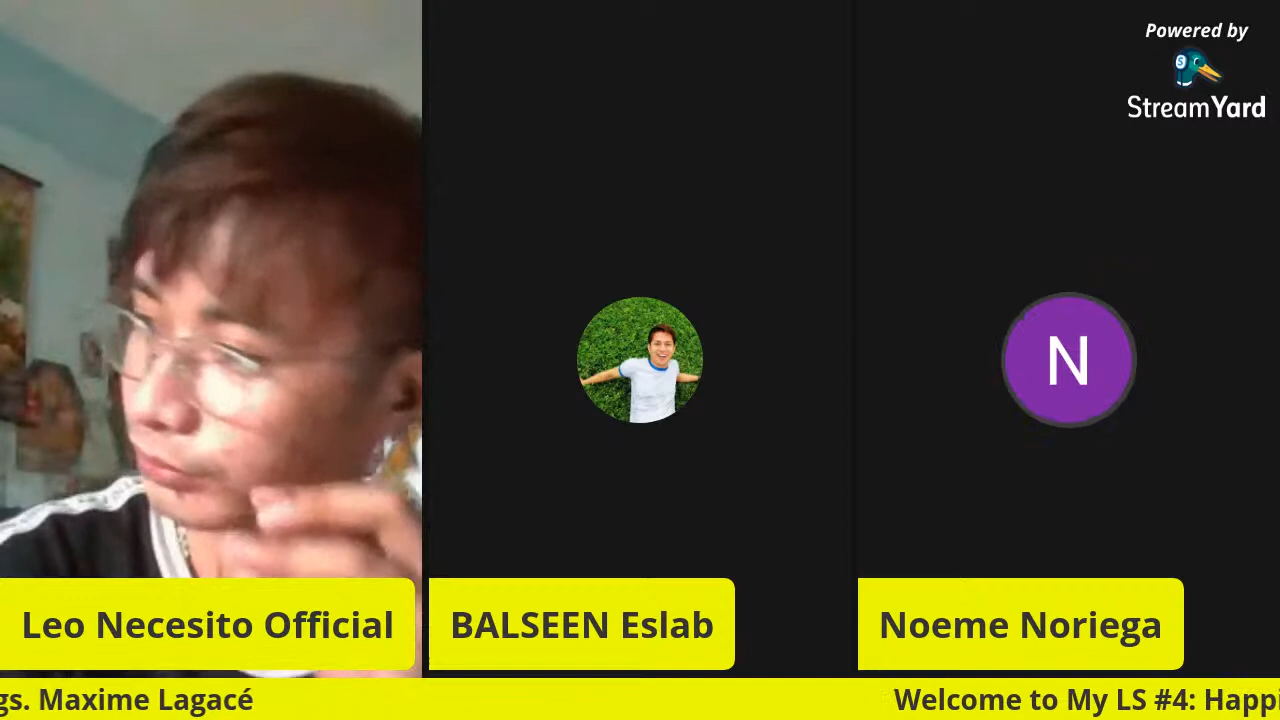 Powered by
StreamYard
N
Leo Necesito Official
BALSEEN Eslab
Noeme Noriega
gs. Maxime Lagacé
Welcome to My LS #4: Happi